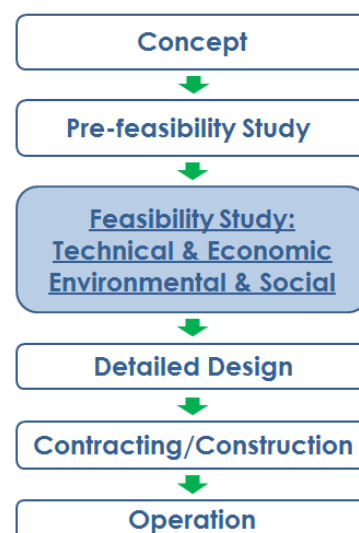 Concept
Pre-feasibility Study
Feasibility Study:
Technical & Economic
Environmental & Social
Detailed Design
Contracting/Construction
Operation